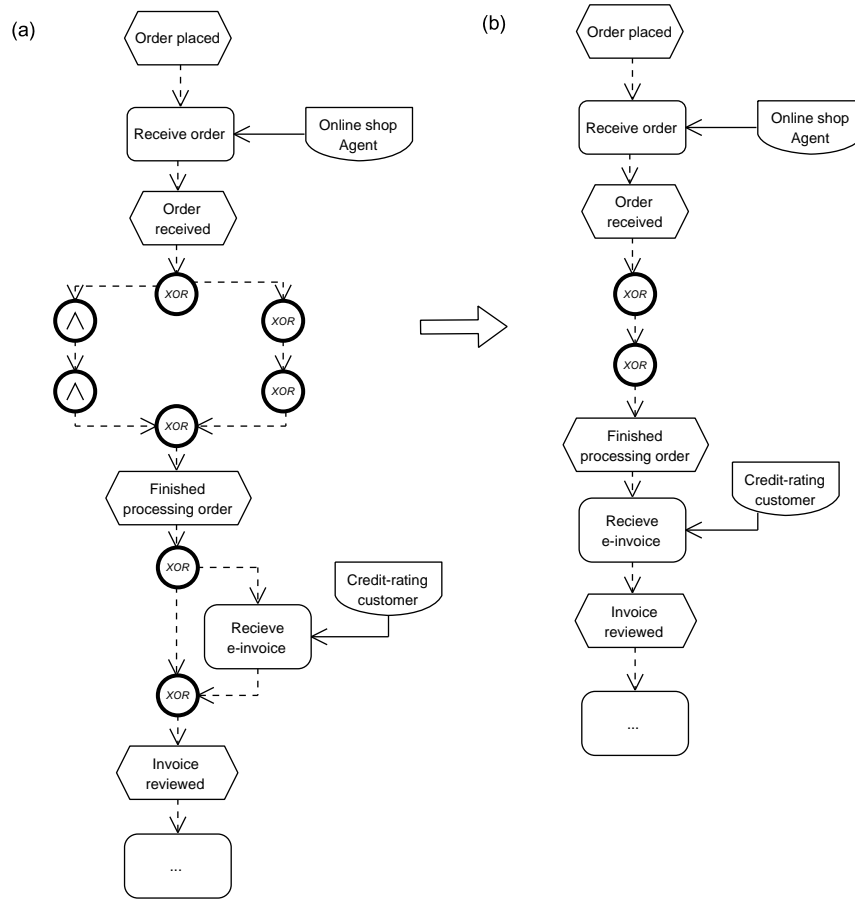 (a)
Order placed
Receive order
Online shop
Agent
Order
received
XOR
∧
XOR
∧
XOR
XOR
Finished
processing order
XOR
Credit-rating
customer
Recieve
e-invoice
XOR
Invoice
reviewed
...
(b)
Order placed
Receive order
Online shop
Agent
Order
received
XOR
XOR
Finished
processing order
Credit-rating
customer
Recieve
e-invoice
Invoice
reviewed
...